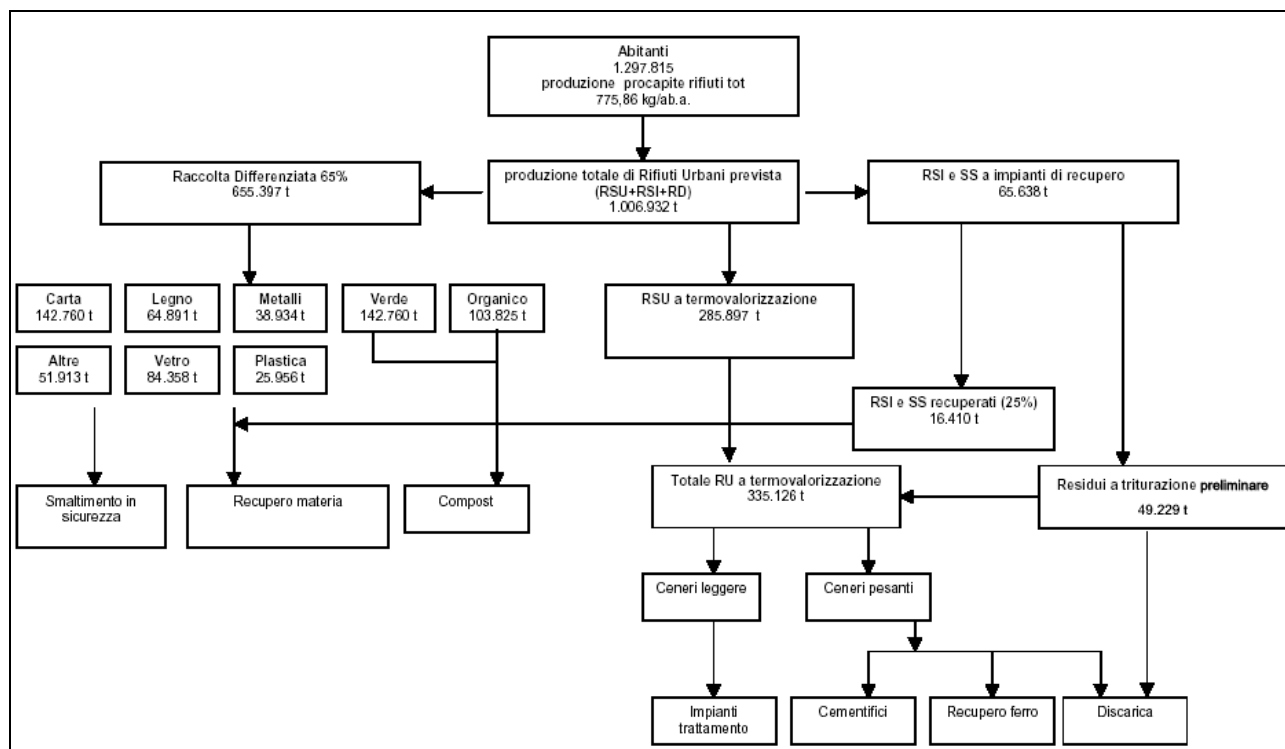 Abitanti
1.297.815
produzione procapite rifiuti tot
775,86 kg/ab.a.
Raccolta Differenziata 65%
655.397 t
produzione totale di Rifiuti Urbani prevista
(RSU+RSI+RD)
1.006.932 t
RSI e SS a impianti di recupero
65.638 t
Carta
142.760 t
Legno
64.891 t
Metalli
38.934 t
Verde
142.760 t
Organico
103.825 t
RSU a termovalorizzazione
285.897 t
Altre
51.913 t
Vetro
84.358 t
Plastica
25.956 t
RSI e SS recuperati (25%)
16.410 t
Smaltimento in
sicurezza
Recupero materia
Compost
Totale RU a termovalorizzazione
335.126 t
Residui a triturazione preliminare
49.229 t
Ceneri leggere
Ceneri pesanti
Impianti
trattamento
Cementifici
Recupero ferro
Discarica